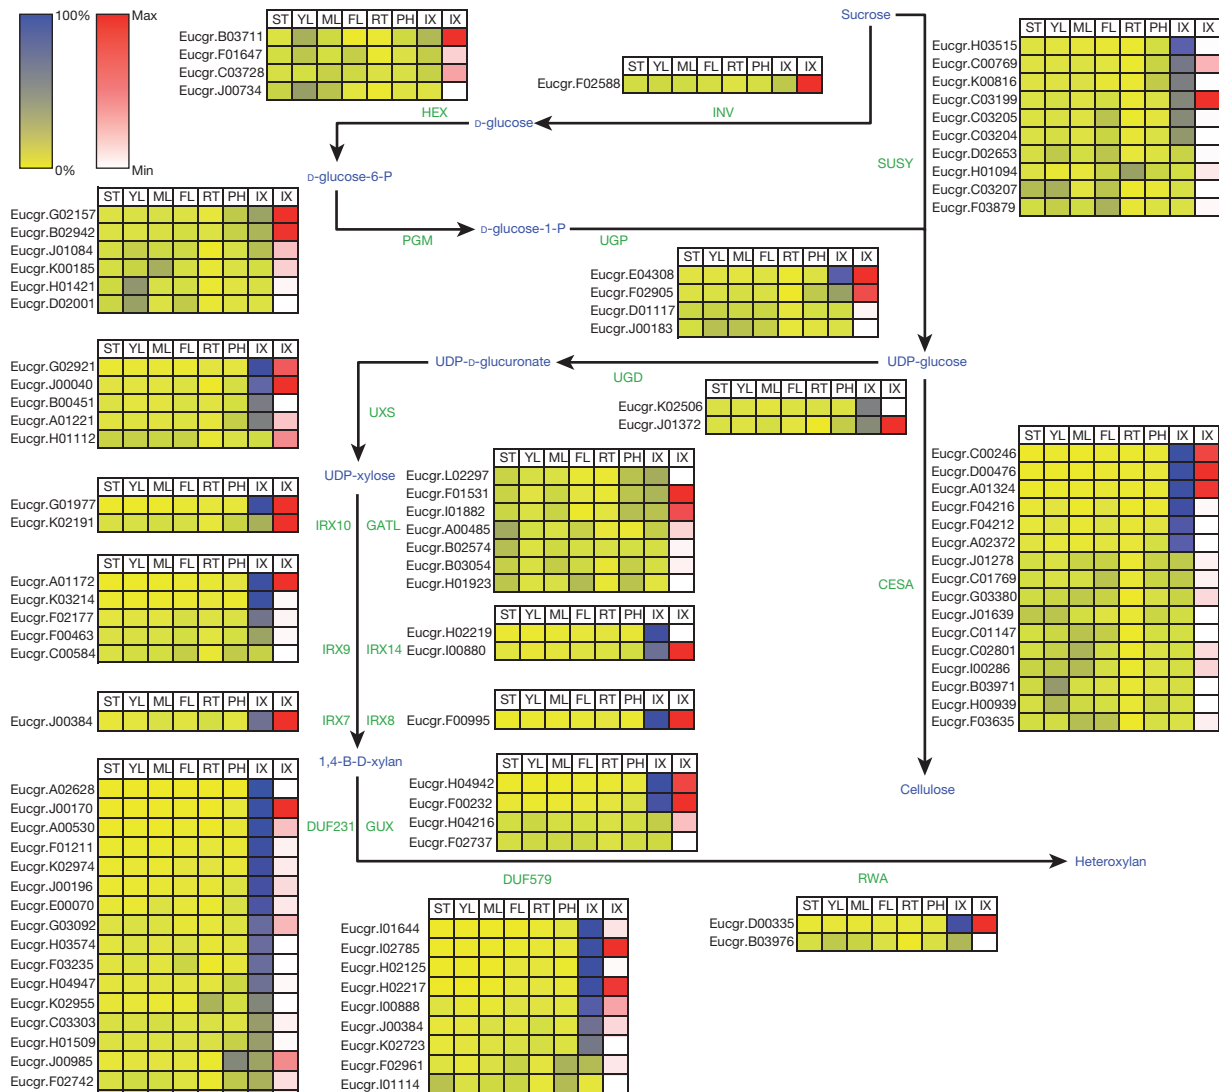 100%
0%
Max
Min
ST YL ML FL RT PH IX IX
Eucgr.B03711
Eucgr.F01647
Eucgr.C03728
Eucgr.J00734
HEX
ST YL ML FL RT PH IX IX
Eucgr.F02588
INV
Sucrose
D-glucose
D-glucose-6-P
PGM
D-glucose-1-P
UGP
SUSY
ST YL ML FL RT PH IX IX
Eucgr.H03515
Eucgr.C00769
Eucgr.K00816
Eucgr.C03199
Eucgr.C03205
Eucgr.C03204
Eucgr.D02653
Eucgr.H01094
Eucgr.C03207
Eucgr.F03879
ST YL ML FL RT PH IX IX
Eucgr.G02157
Eucgr.B02942
Eucgr.J01084
Eucgr.K00185
Eucgr.H01421
Eucgr.D02001
ST YL ML FL RT PH IX IX
Eucgr.E04308
Eucgr.F02905
Eucgr.D01117
Eucgr.J00183
UDP-D-glucuronate
UGD
UDP-glucose
ST YL ML FL RT PH IX IX
Eucgr.K02506
Eucgr.J01372
ST YL ML FL RT PH IX IX
Eucgr.G02921
Eucgr.J00040
Eucgr.B00451
Eucgr.A01221
Eucgr.H01112
UXS
UDP-xylose
ST YL ML FL RT PH IX IX
Eucgr.G01977
Eucgr.K02191
IRX10 GATL
ST YL ML FL RT PH IX IX
Eucgr.L02297
Eucgr.F01531
Eucgr.I01882
Eucgr.A00485
Eucgr.B02574
Eucgr.B03054
Eucgr.H01923
ST YL ML FL RT PH IX IX
Eucgr.C00246
Eucgr.D00476
Eucgr.A01324
Eucgr.F04216
Eucgr.F04212
Eucgr.A02372
Eucgr.J01278
Eucgr.C01769
Eucgr.G03380
Eucgr.J01639
Eucgr.C01147
Eucgr.C02801
Eucgr.I00286
Eucgr.B03971
Eucgr.H00939
Eucgr.F03635
CESA
Cellulose
ST YL ML FL RT PH IX IX
Eucgr.A01172
Eucgr.K03214
Eucgr.F02177
Eucgr.F00463
Eucgr.C00584
IRX9 IRX14
ST YL ML FL RT PH IX IX
Eucgr.H02219
Eucgr.I00880
ST YL ML FL RT PH IX IX
Eucgr.J00384
IRX7 IRX8
ST YL ML FL RT PH IX IX
Eucgr.F00995
1,4-B-D-xylan
ST YL ML FL RT PH IX IX
Eucgr.A02628
Eucgr.J00170
Eucgr.A00530
Eucgr.F01211
Eucgr.K02974
Eucgr.J00196
Eucgr.E00070
Eucgr.G03092
Eucgr.H03574
Eucgr.F03235
Eucgr.H04947
Eucgr.K02955
Eucgr.C03303
Eucgr.H01509
Eucgr.J00985
Eucgr.F02742
DUF231 GUX
ST YL ML FL RT PH IX IX
Eucgr.H04942
Eucgr.F00232
Eucgr.H04216
Eucgr.F02737
Heteroxylan
DUF579
RWA
ST YL ML FL RT PH IX IX
Eucgr.I01644
Eucgr.I02785
Eucgr.H02125
Eucgr.H02217
Eucgr.I00888
Eucgr.J00384
Eucgr.K02723
Eucgr.F02961
Eucgr.I01114
ST YL ML FL RT PH IX IX
Eucgr.D00335
Eucgr.B03976